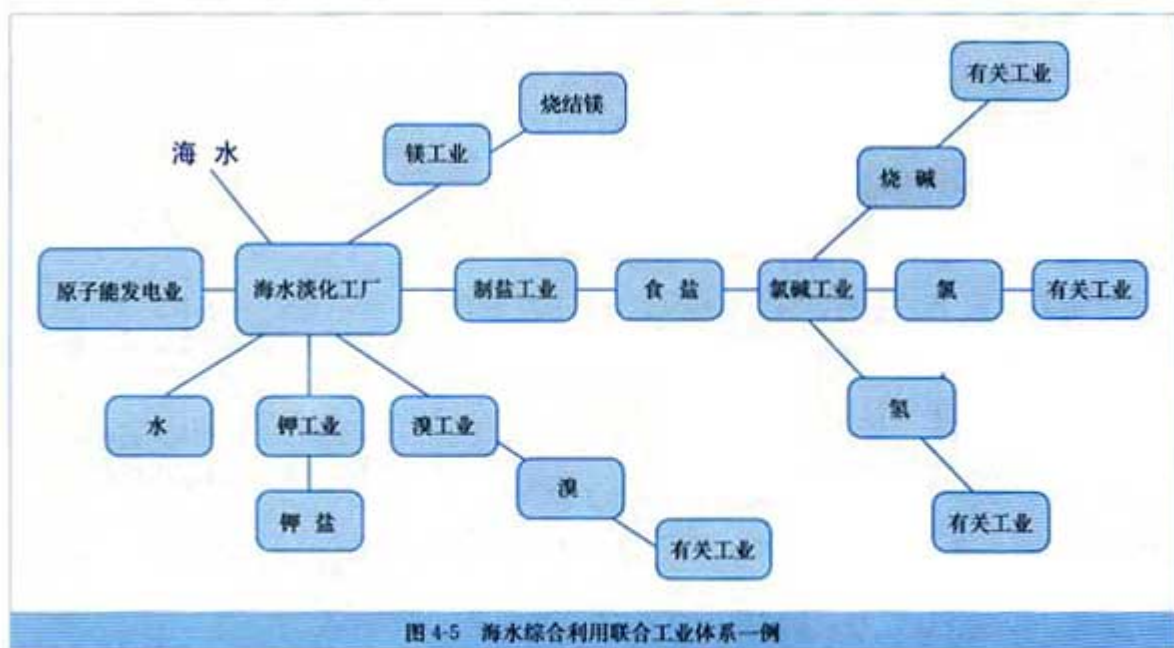 有关工业
烧结镁
镁工业
海 水
烧 碱
原子能发电业
海水淡化工厂
制盐工业
食 盐
氯碱工业
氯
有关工业
水
钾工业
溴工业
氢
钾 盐
溴
有关工业
有关工业
图 4-5 海水综合利用联合工业体系一例